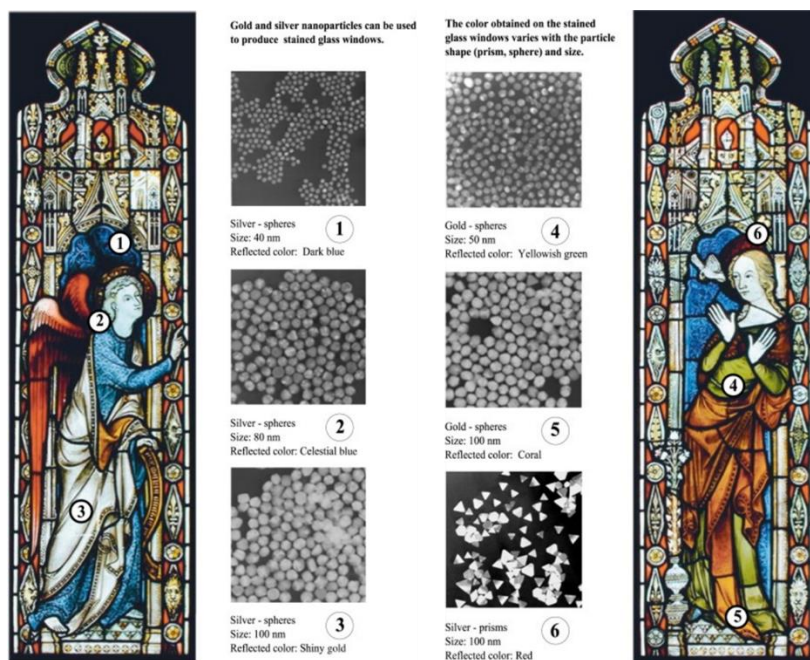 Gold and silver nanoparticles can be used
to produce stained glass windows.
The color obtained on the stained
glass windows varies with the particle
shape (prism, sphere) and size.
1
2
3
Silver - spheres
Size: 40 nm
Reflected color: Dark blue
1
Silver - spheres
Size: 80 nm
Reflected color: Celestial blue
2
Silver - spheres
Size: 100 nm
Reflected color: Shiny gold
3
Gold - spheres
Size: 50 nm
Reflected color: Yellowish green
4
Gold - spheres
Size: 100 nm
Reflected color: Coral
5
Silver - prisms
Size: 100 nm
Reflected color: Red
6
6
4
5